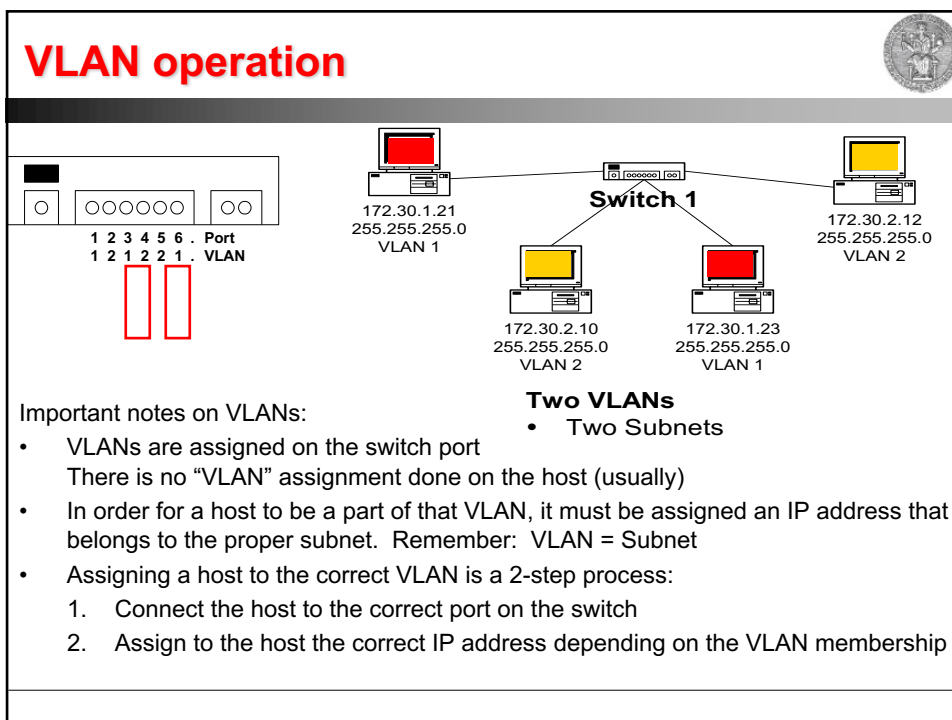 VLAN operation
1 2 3 4 5 6 . Port
1 2 1 2 2 1 . VLAN
172.30.1.21
255.255.255.0
VLAN 1
Switch 1
172.30.2.12
255.255.255.0
VLAN 2
172.30.2.10
255.255.255.0
VLAN 2
172.30.1.23
255.255.255.0
VLAN 1
Two VLANs
• Two Subnets
Important notes on VLANs:
• VLANs are assigned on the switch port
There is no “VLAN” assignment done on the host (usually)
• In order for a host to be a part of that VLAN, it must be assigned an IP address that
belongs to the proper subnet. Remember: VLAN = Subnet
• Assigning a host to the correct VLAN is a 2-step process:
1. Connect the host to the correct port on the switch
2. Assign to the host the correct IP address depending on the VLAN membership